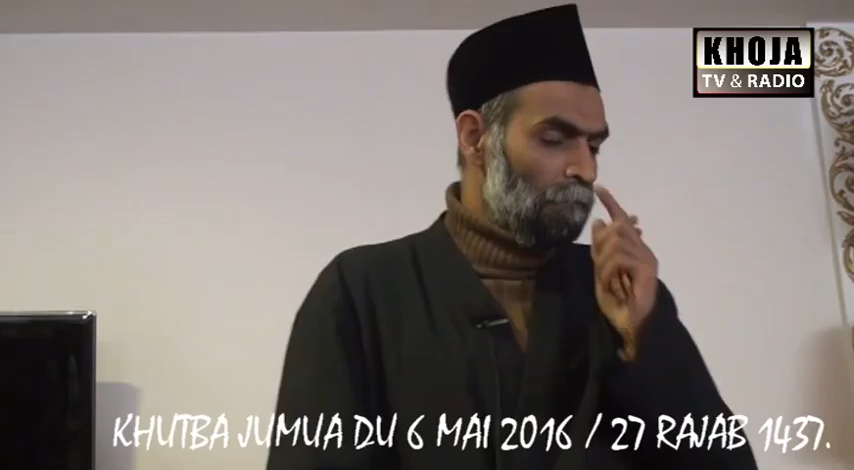 KHOJA
TV & RADIO
KHUTBA JUMUA DU 6 MAI 2016 / 27 RAJAB 1437.